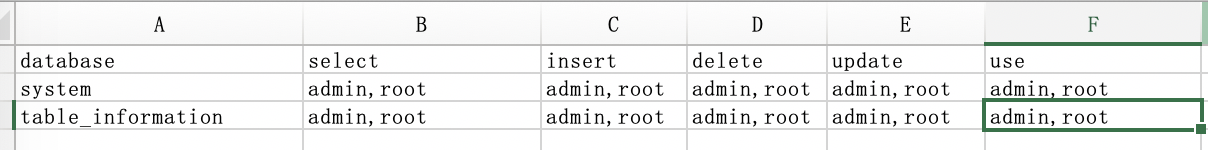 A B C D E F
database select insert delete update use
system admin,root admin,root admin,root admin,root admin,root
table_information admin,root admin,root admin,root admin,root admin,root